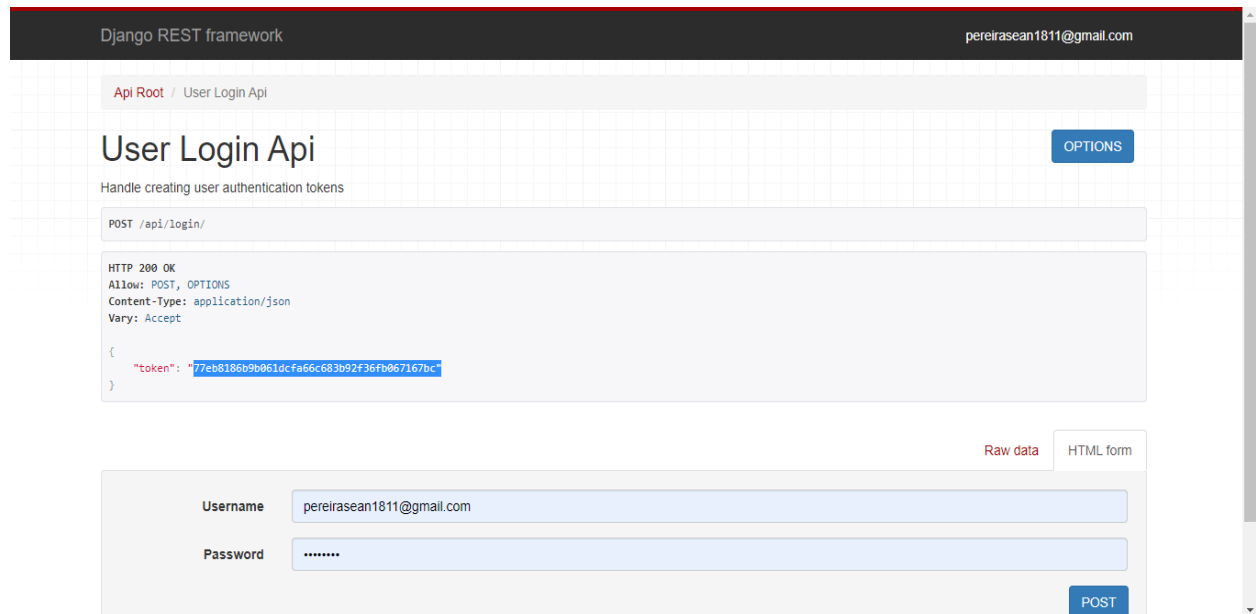 Django REST framework pereirasean1811@gmail.com
Api Root / User Login Api
User Login Api
OPTIONS
Handle creating user authentication tokens
POST /api/login/
HTTP 200 OK
Allow: POST, OPTIONS
Content-Type: application/json
Vary: Accept
{
"token": "77eb8186b9b061dcfa66c683b92f36fb067167bc"
}
Raw data HTML form
Username pereirasean1811@gmail.com
Password ••••••••
POST